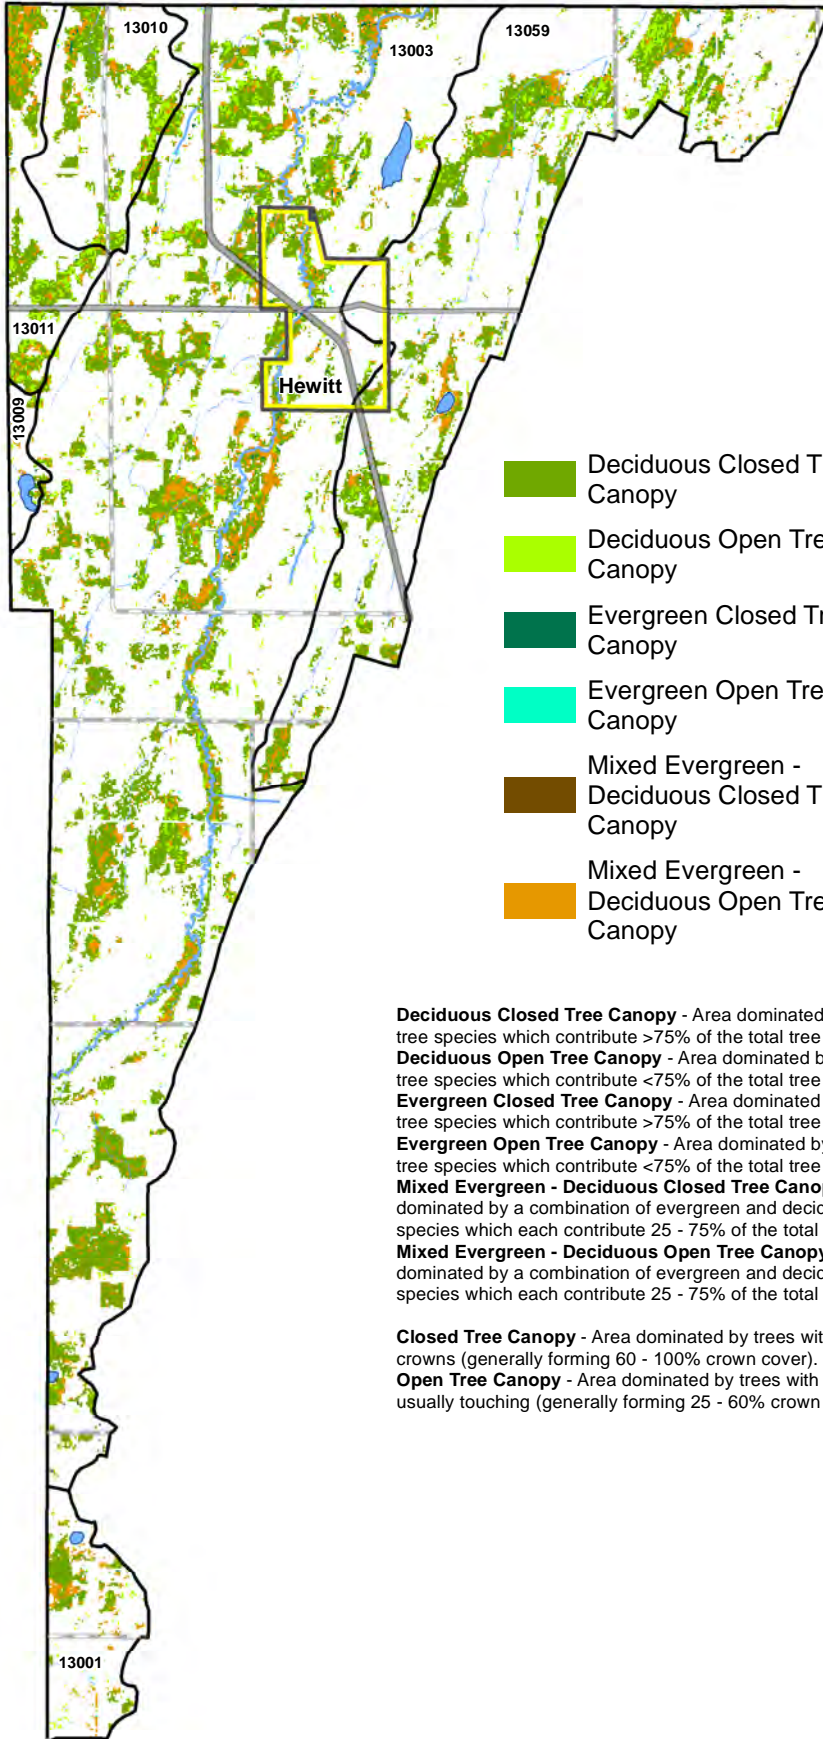 13010
13003
13059
13011
13009
Hewitt
13001
Deciduous Closed T
Canopy
Deciduous Open Tre
Canopy
Evergreen Closed Tr
Canopy
Evergreen Open Tree
Canopy
Mixed Evergreen -
Deciduous Closed T
Canopy
Mixed Evergreen -
Deciduous Open Tre
Canopy
Deciduous Closed Tree Canopy - Area dominated
tree species which contribute >75% of the total tree
Deciduous Open Tree Canopy - Area dominated b
tree species which contribute <75% of the total tree
Evergreen Closed Tree Canopy - Area dominated
tree species which contribute >75% of the total tree
Evergreen Open Tree Canopy - Area dominated by
tree species which contribute <75% of the total tree
Mixed Evergreen - Deciduous Closed Tree Canop
dominated by a combination of evergreen and decid
species which each contribute 25 - 75% of the total
Mixed Evergreen - Deciduous Open Tree Canopy
dominated by a combination of evergreen and decid
species which each contribute 25 - 75% of the total
Closed Tree Canopy - Area dominated by trees wit
crowns (generally forming 60 - 100% crown cover).
Open Tree Canopy - Area dominated by trees with
usually touching (generally forming 25 - 60% crown